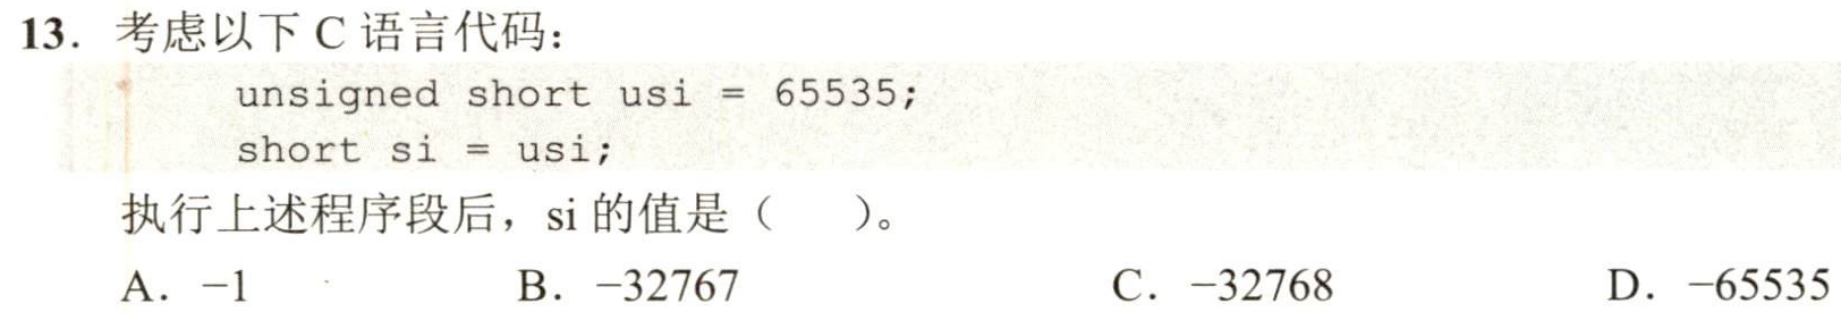 13. 考虑以下 C 语言代码：
unsigned short usi = 65535;
short si = usi;
执行上述程序段后，si 的值是（　　）。
A. −1 B. −32767 C. −32768 D. −65535